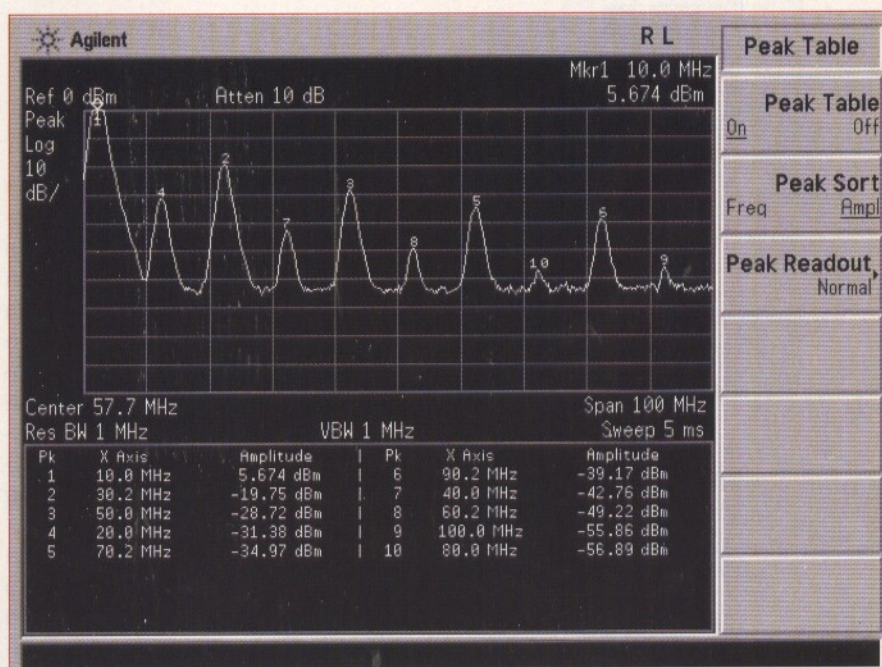 Agilent R L
Peak Table
Mkr1 10.0 MHz
Ref 0 dBm Atten 10 dB 5.674 dBm
Peak
Log
10
dB/
1
2
3
4
5
6
7
8
9
10
Peak Table
On Off
Peak Sort
Freq Ampl
Peak Readout
Normal
Center 57.7 MHz Span 100 MHz
Res BW 1 MHz VBW 1 MHz Sweep 5 ms
Pk X Axis Amplitude | Pk X Axis Amplitude
1 10.0 MHz 5.674 dBm | 6 90.2 MHz -39.17 dBm
2 30.2 MHz -19.75 dBm | 7 40.0 MHz -42.76 dBm
3 50.0 MHz -28.72 dBm | 8 60.2 MHz -49.22 dBm
4 20.0 MHz -31.38 dBm | 9 100.0 MHz -55.86 dBm
5 70.2 MHz -34.97 dBm | 10 80.0 MHz -56.89 dBm